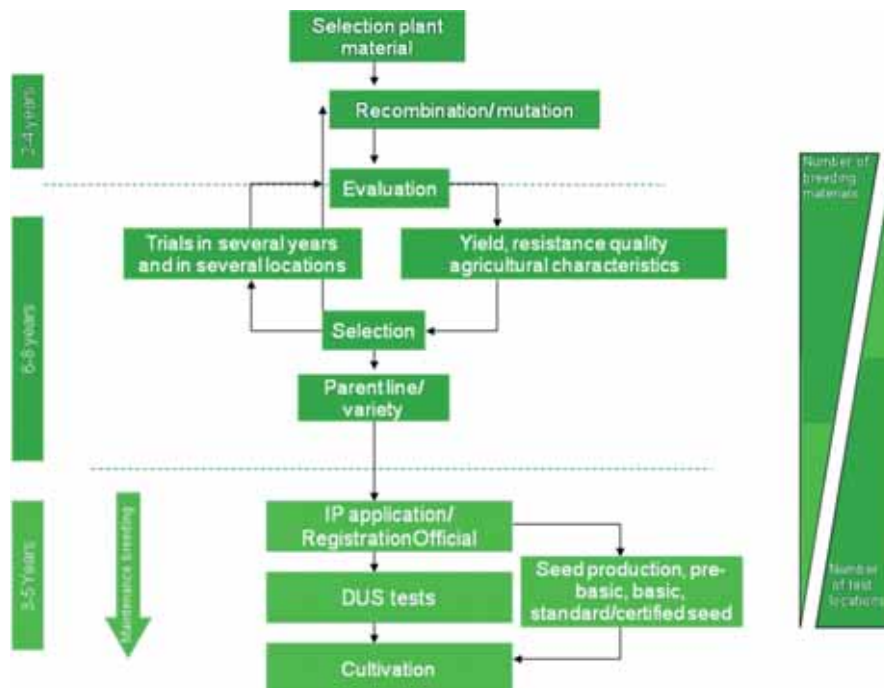 Selection plant
material
2-4 years
Recombination/ mutation
Number of
breeding
materials
Evaluation
Trials in several years
and in several locations
Yield, resistance quality
agricultural characteristics
6-8 years
Selection
Parent line/
variety
3-5 Years
Maintenance breeding
IP application/
Registration Official
Seed production, pre-
basic, basic,
standard/certified seed
DUS tests
Number
of test
locations
Cultivation